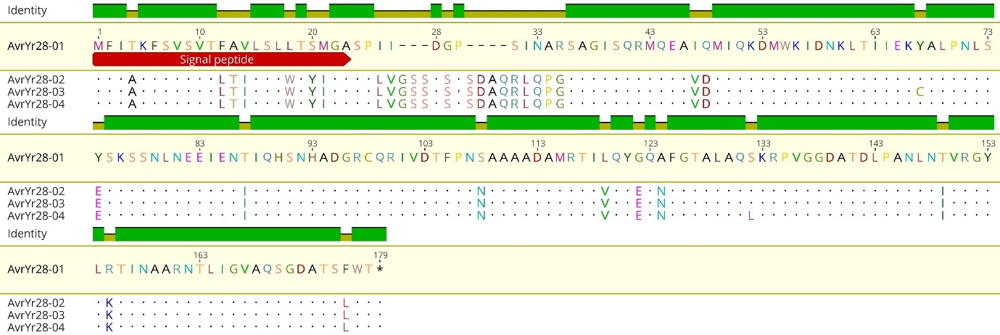 Identity
1 10 20 28 33 43 53 63 73
AvrYr28-01 MFITKFSVSVTFAVLSLLTSMGASPII---DGP----SINARSAGISQRMQEAIQMIQKDMWKIDNKLTIIEKYALPNLS
Signal peptide
AvrYr28-02 ···A·······LTI···W·YI····LVGSS·S·SDAQRLQPG···········VD·························
AvrYr28-03 ···A·······LTI···W·YI····LVGSS·S·SDAQRLQPG···········VD··················C······
AvrYr28-04 ···A·······LTI···W·YI····LVGSS·S·SDAQRLQPG···········VD·························
Identity
83 93 103 113 123 133 143 153
AvrYr28-01 YSKSSNLNEEIENTIQHSNHADGRCQRIVDTFPNSAAAADAMRTILQYGQAFGTALAQSKRPVGGDATDLPANLNTVRGY
AvrYr28-02 E············I····················N··········V··E·N························I····
AvrYr28-03 E············I····················N··········V··E·N························I····
AvrYr28-04 E············I····················N··········V··E·N·······L················I····
Identity
163 179
AvrYr28-01 LRTINAARNTLIGVAQSGDATSFWT*
AvrYr28-02 ·K····················L···
AvrYr28-03 ·K····················L···
AvrYr28-04 ·K····················L···